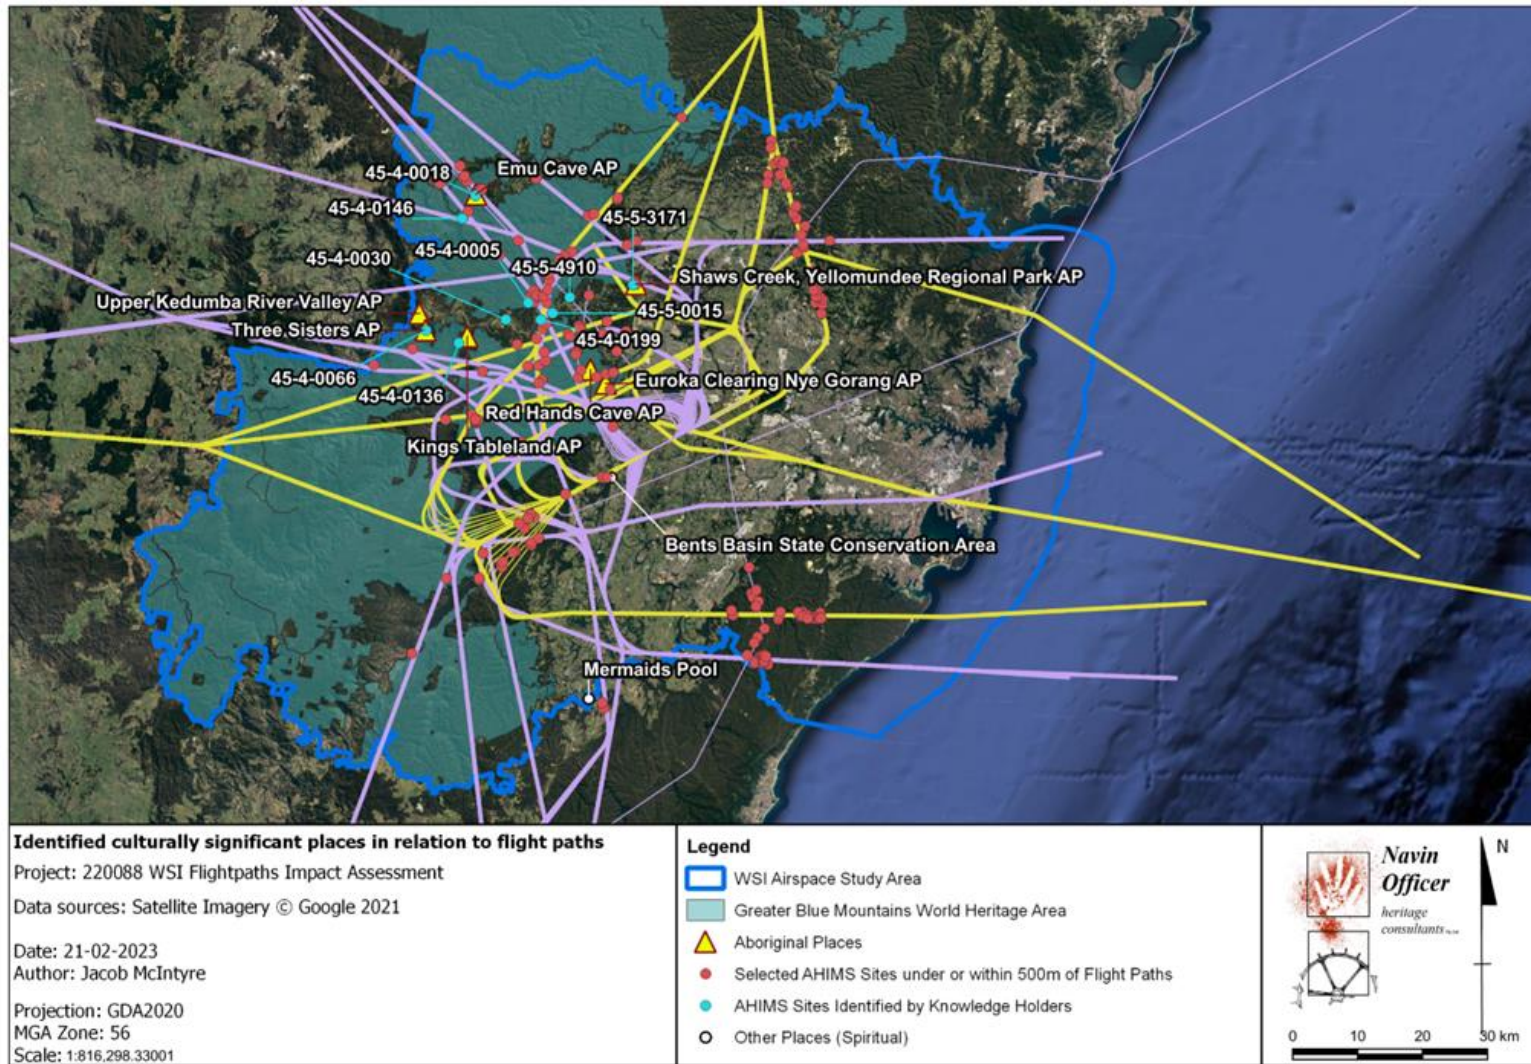 45-4-0018
Emu Cave AP
45-4-0146
45-5-3171
45-4-0005
45-4-0030
45-5-4910
Shaws Creek, Yellomundee Regional Park AP
Upper Kedumba River Valley AP
45-5-0015
Three Sisters AP
45-4-0199
45-4-0066
Euroka Clearing Nye Gorang AP
45-4-0136
Red Hands Cave AP
Kings Tableland AP
Bents Basin State Conservation Area
Mermaids Pool
Identified culturally significant places in relation to flight paths
Project: 220088 WSI Flightpaths Impact Assessment
Data sources: Satellite Imagery © Google 2021
Date: 21-02-2023
Author: Jacob McIntyre
Projection: GDA2020
MGA Zone: 56
Scale: 1:816,298.33001
Legend
WSI Airspace Study Area
Greater Blue Mountains World Heritage Area
Aboriginal Places
Selected AHIMS Sites under or within 500m of Flight Paths
AHIMS Sites Identified by Knowledge Holders
Other Places (Spiritual)
Navin
Officer
heritage
consultants
N
0 10 20 30 km